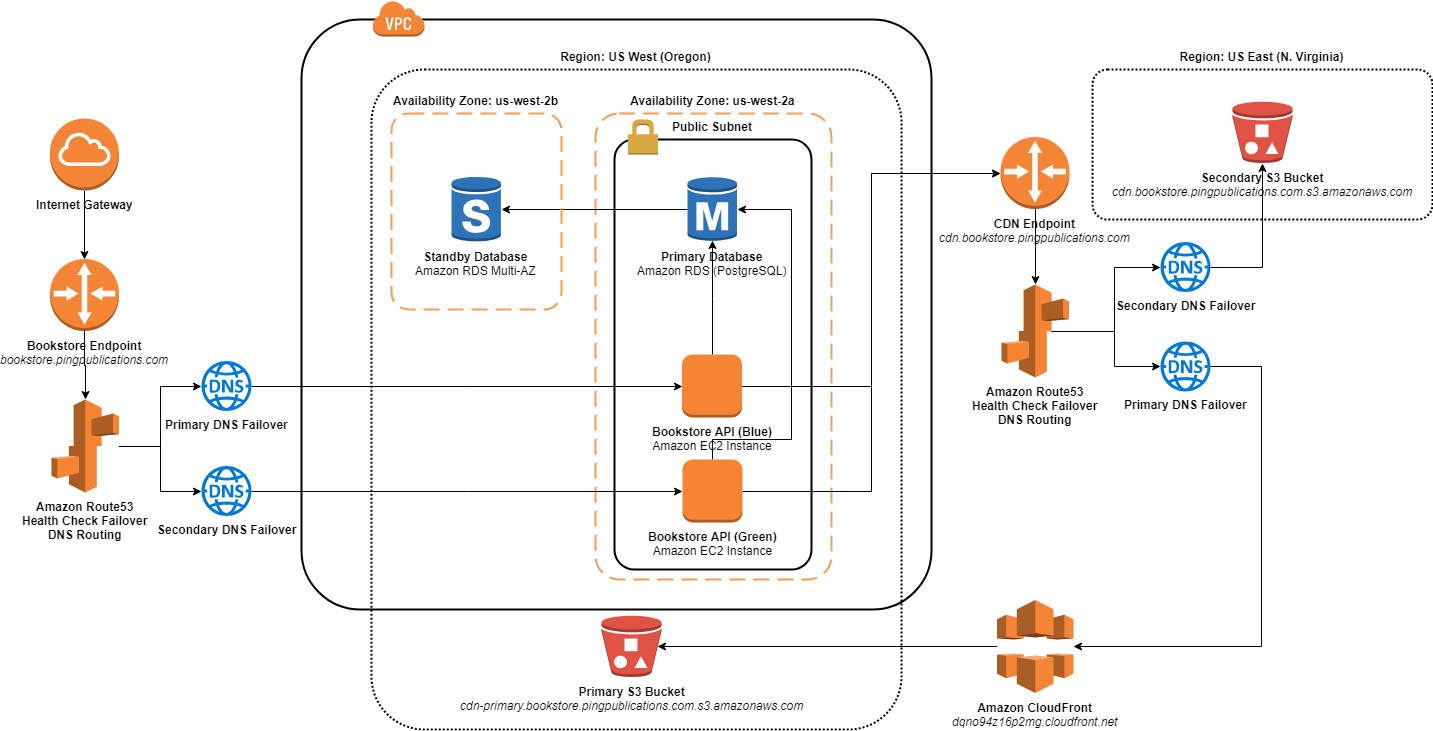 VPC
Region: US West (Oregon)
Region: US East (N. Virginia)
Availability Zone: us-west-2b
Availability Zone: us-west-2a
Public Subnet
Internet Gateway
Secondary S3 Bucket
cdn.bookstore.pingpublications.com.s3.amazonaws.com
S
M
CDN Endpoint
cdn.bookstore.pingpublications.com
Standby Database
Amazon RDS Multi-AZ
Primary Database
Amazon RDS (PostgreSQL)
DNS
Secondary DNS Failover
Bookstore Endpoint
bookstore.pingpublications.com
DNS
Primary DNS Failover
DNS
Primary DNS Failover
Amazon Route53
Health Check Failover
DNS Routing
Bookstore API (Blue)
Amazon EC2 Instance
DNS
Secondary DNS Failover
Amazon Route53
Health Check Failover
DNS Routing
Bookstore API (Green)
Amazon EC2 Instance
Primary S3 Bucket
cdn-primary.bookstore.pingpublications.com.s3.amazonaws.com
Amazon CloudFront
dqno94z16p2mg.cloudfront.net